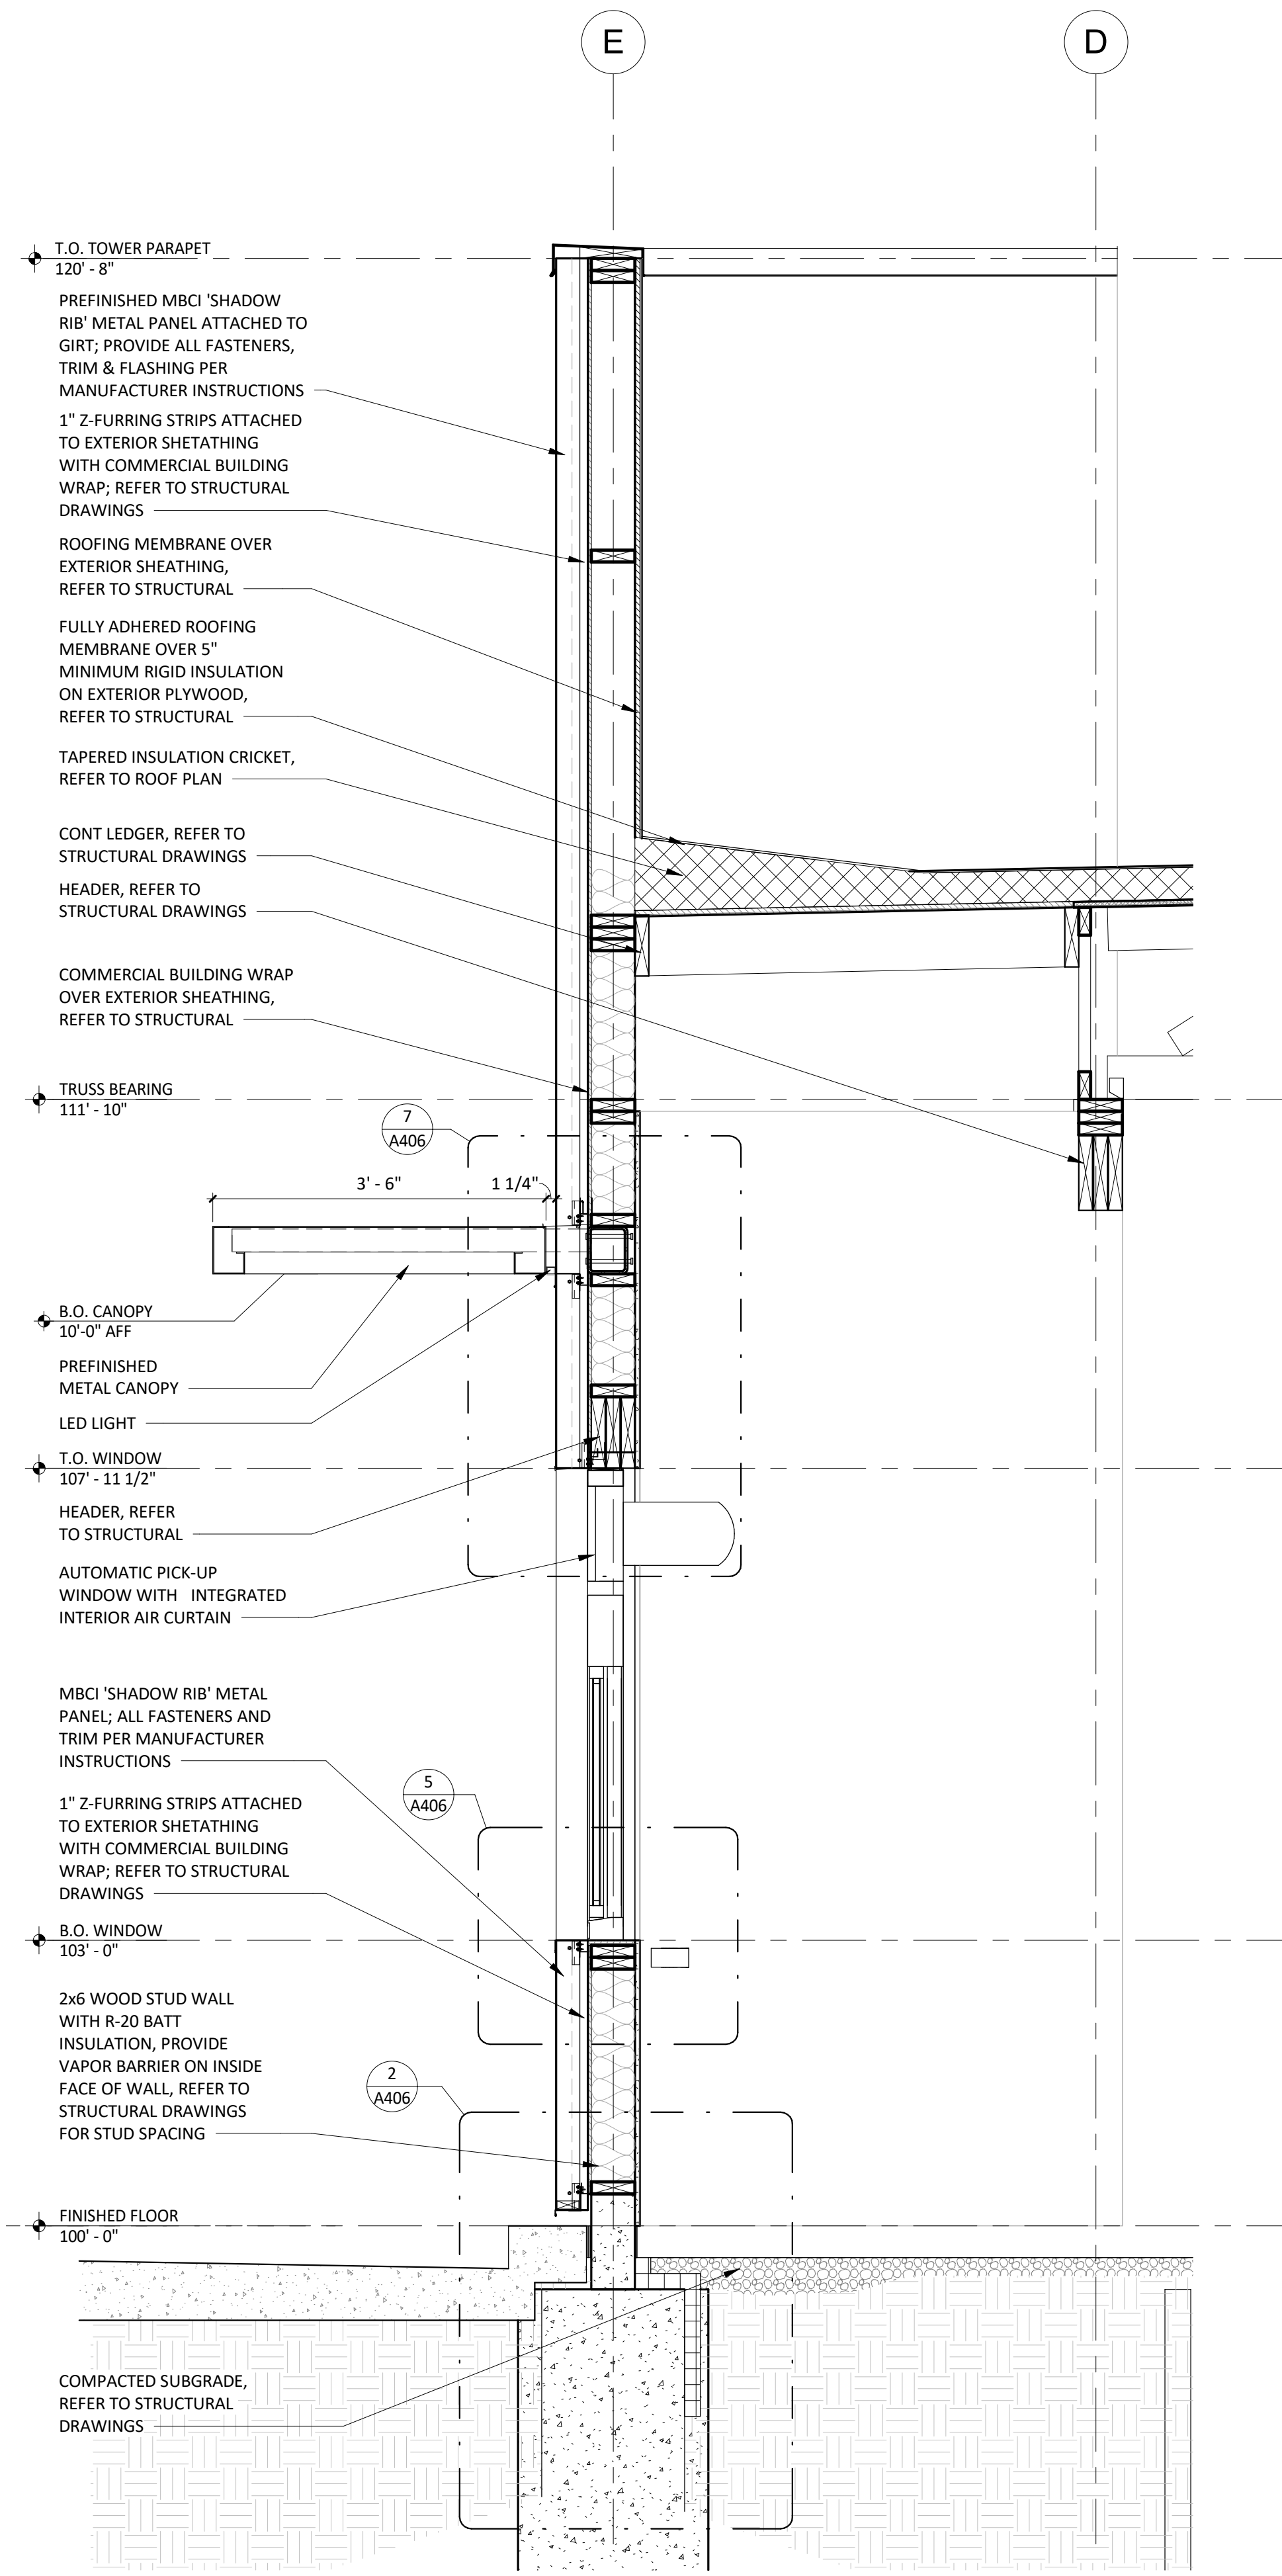 E
D
T.O. TOWER PARAPET
120' - 8"
PREFINISHED MBCI 'SHADOW
RIB' METAL PANEL ATTACHED TO
GIRT; PROVIDE ALL FASTENERS,
TRIM & FLASHING PER
MANUFACTURER INSTRUCTIONS
1" Z-FURRING STRIPS ATTACHED
TO EXTERIOR SHETATHING
WITH COMMERCIAL BUILDING
WRAP; REFER TO STRUCTURAL
DRAWINGS
ROOFING MEMBRANE OVER
EXTERIOR SHEATHING,
REFER TO STRUCTURAL
FULLY ADHERED ROOFING
MEMBRANE OVER 5"
MINIMUM RIGID INSULATION
ON EXTERIOR PLYWOOD,
REFER TO STRUCTURAL
TAPERED INSULATION CRICKET,
REFER TO ROOF PLAN
CONT LEDGER, REFER TO
STRUCTURAL DRAWINGS
HEADER, REFER TO
STRUCTURAL DRAWINGS
COMMERCIAL BUILDING WRAP
OVER EXTERIOR SHEATHING,
REFER TO STRUCTURAL
TRUSS BEARING
111' - 10"
7
A406
3' - 6"
1 1/4"
B.O. CANOPY
10'-0" AFF
PREFINISHED
METAL CANOPY
LED LIGHT
T.O. WINDOW
107' - 11 1/2"
HEADER, REFER
TO STRUCTURAL
AUTOMATIC PICK-UP
WINDOW WITH INTEGRATED
INTERIOR AIR CURTAIN
MBCI 'SHADOW RIB' METAL
PANEL; ALL FASTENERS AND
TRIM PER MANUFACTURER
INSTRUCTIONS
5
A406
1" Z-FURRING STRIPS ATTACHED
TO EXTERIOR SHETATHING
WITH COMMERCIAL BUILDING
WRAP; REFER TO STRUCTURAL
DRAWINGS
B.O. WINDOW
103' - 0"
2x6 WOOD STUD WALL
WITH R-20 BATT
INSULATION, PROVIDE
VAPOR BARRIER ON INSIDE
FACE OF WALL, REFER TO
STRUCTURAL DRAWINGS
FOR STUD SPACING
2
A406
FINISHED FLOOR
100' - 0"
COMPACTED SUBGRADE,
REFER TO STRUCTURAL
DRAWINGS